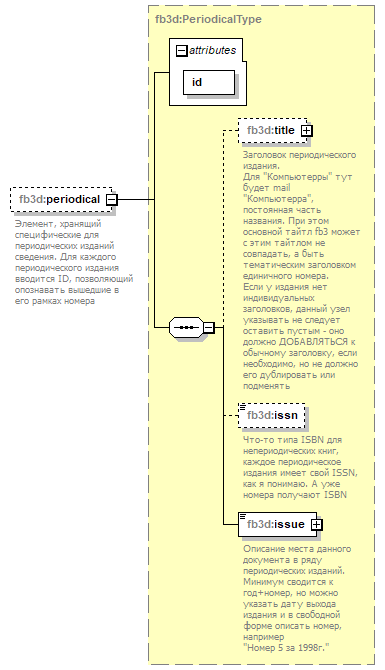 fb3d:PeriodicalType
attributes
id
fb3d:title
Заголовок периодического
издания.
Для "Компьютерры" тут
будет mail
"Компьютерра",
постоянная часть
названия. При этом
основной тайтл fb3 может
с этим тайтлом не
совпадать, а быть
тематическим заголовком
единичного номера.
Если у издания нет
индивидуальных
заголовков, данный узел
указывать не следует
оставить пустым - оно
должно ДОБАВЛЯТЬСЯ к
обычному заголовку, если
необходимо, но не должно
его дублировать или
подменять
fb3d:periodical
Элемент, хранящий
специфические для
периодических изданий
сведения. Для каждого
периодического издания
вводится ID, позволяющий
опознавать вышедшие в
его рамках номера
fb3d:issn
Что-то типа ISBN для
непериодических книг,
каждое периодическое
издания имеет свой ISSN,
как я понимаю. А уже
номера получают ISBN
fb3d:issue
Описание места данного
документа в ряду
периодических изданий.
Минимум сводится к
год+номер, но можно
указать дату выхода
издания и в свободной
форме описать номер,
например
"Номер 5 за 1998г."